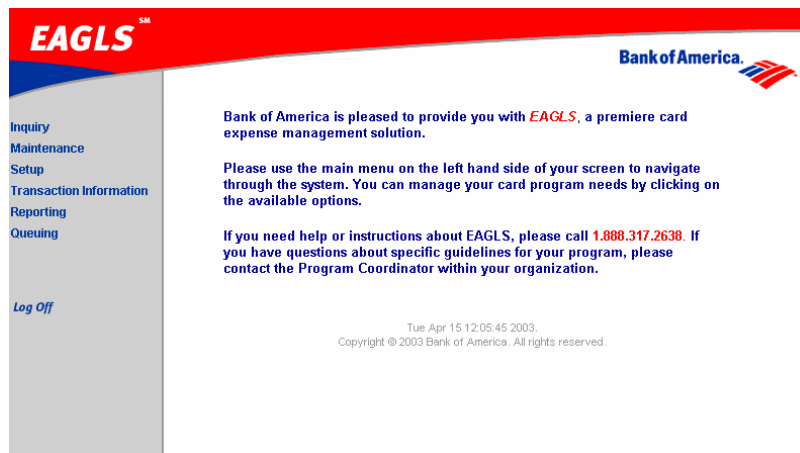 EAGLS SM
Bank of America.
Inquiry
Maintenance
Setup
Transaction Information
Reporting
Queuing
Log Off
Bank of America is pleased to provide you with EAGLS, a premiere card
expense management solution.
Please use the main menu on the left hand side of your screen to navigate
through the system. You can manage your card program needs by clicking on
the available options.
If you need help or instructions about EAGLS, please call 1.888.317.2638. If
you have questions about specific guidelines for your program, please
contact the Program Coordinator within your organization.
Tue Apr 15 12:05:45 2003.
Copyright © 2003 Bank of America. All rights reserved.